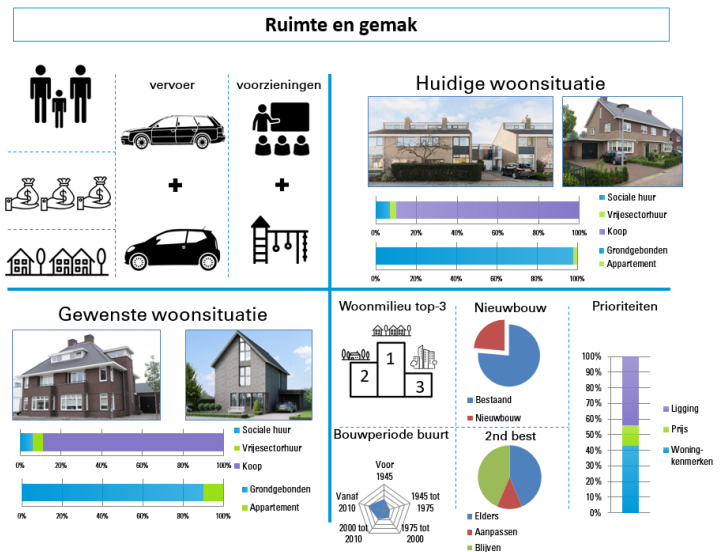 Ruimte en gemak
vervoer
voorzieningen
+
+
Huidige woonsituatie
Sociale huur
Vrijesectorhuur
Koop
0% 20% 40% 60% 80% 100%
Grondgebonden
Appartement
0% 20% 40% 60% 80% 100%
Gewenste woonsituatie
Sociale huur
Vrijesectorhuur
Koop
0% 20% 40% 60% 80% 100%
Grondgebonden
Appartement
0% 20% 40% 60% 80% 100%
Woonmilieu top-3
1
2
3
Nieuwbouw
Bestaand
Nieuwbouw
Bouwperiode buurt
Voor
1945
1945 tot
1975
1975 tot
2000
2000 tot
2010
Vanaf
2010
2nd best
Elders
Aanpassen
Blijven
Prioriteiten
100%
90%
80%
70%
60%
50%
40%
30%
20%
10%
0%
Ligging
Prijs
Woning-
kenmerken